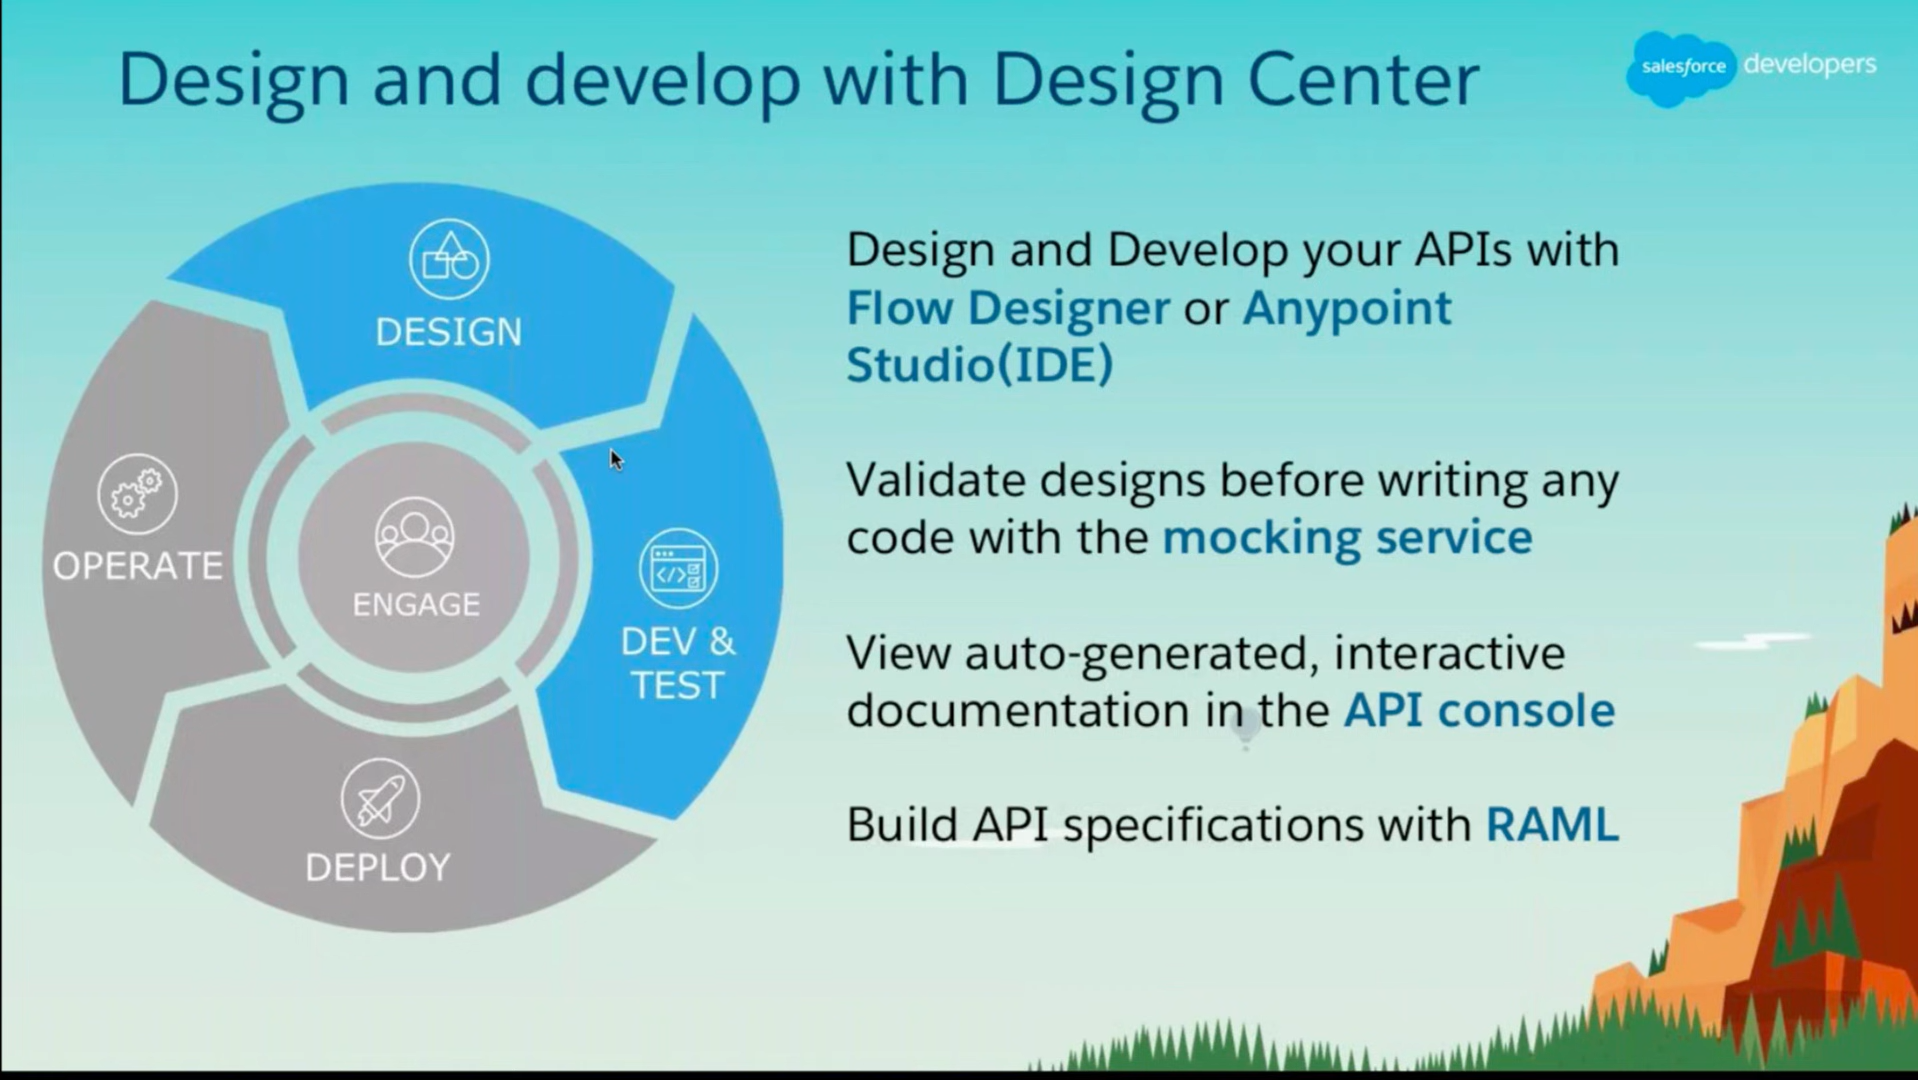 Design and develop with Design Center
salesforce developers
DESIGN
OPERATE
ENGAGE
DEV &
TEST
DEPLOY
Design and Develop your APIs with
Flow Designer or Anypoint
Studio(IDE)
Validate designs before writing any
code with the mocking service
View auto-generated, interactive
documentation in the API console
Build API specifications with RAML